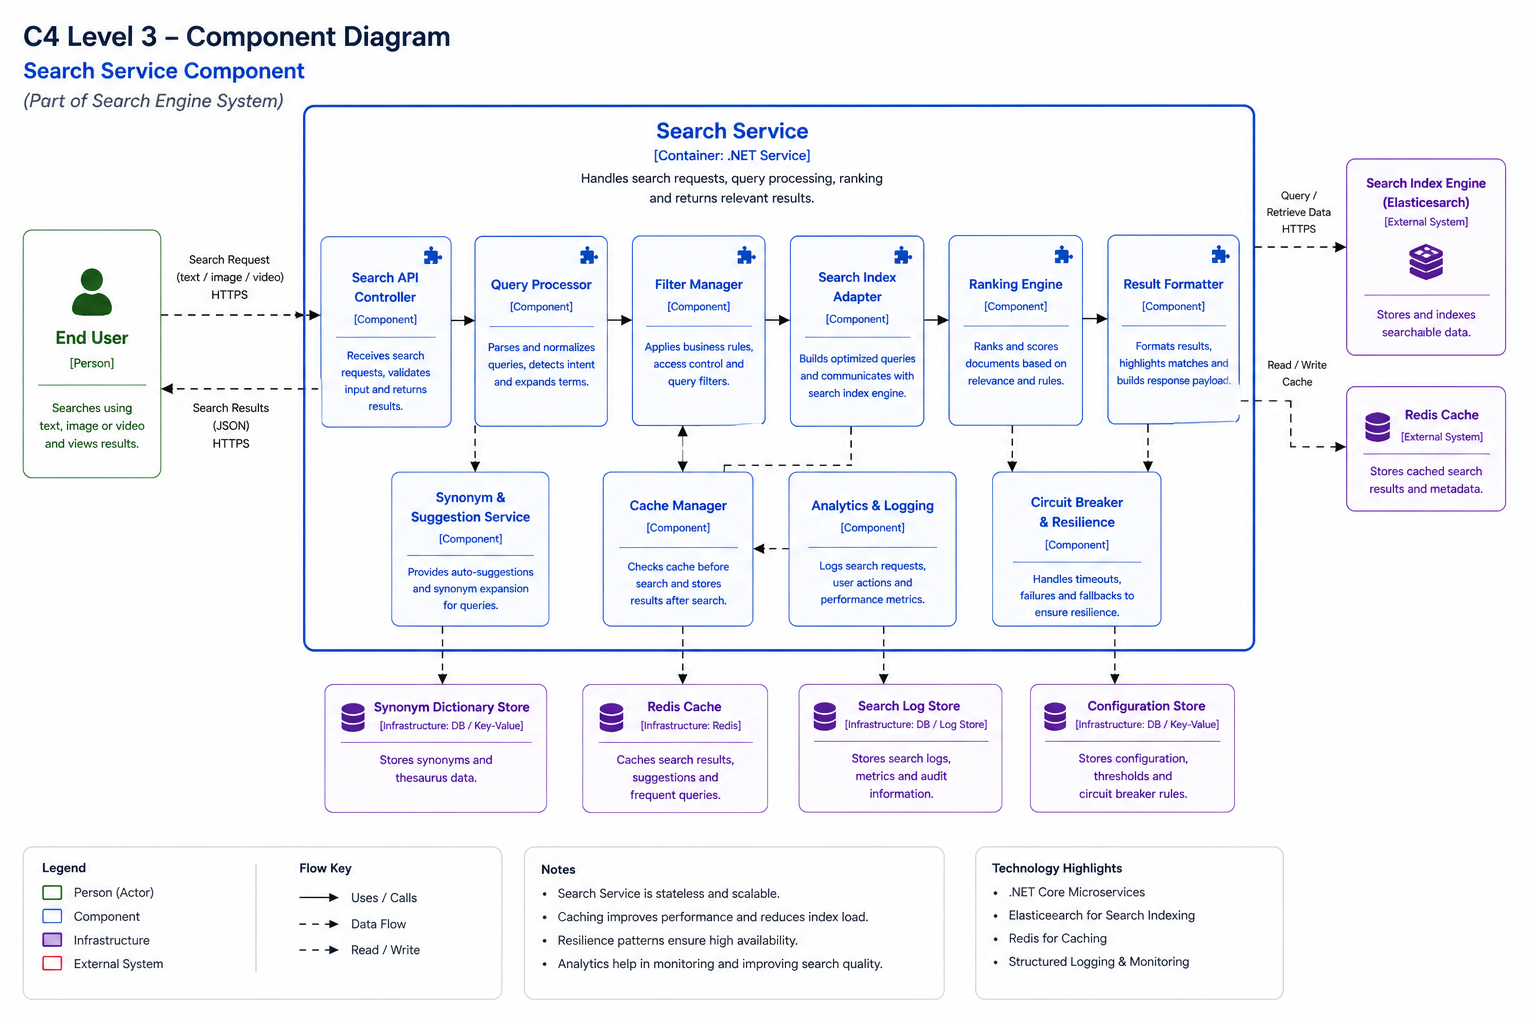 C4 Level 3 – Component Diagram
Search Service Component
(Part of Search Engine System)
Search Service
[Container: .NET Service]
Handles search requests, query processing, ranking
and returns relevant results.
End User
[Person]
Searches using
text, image or video
and views results.
Search Request
(text / image / video)
HTTPS
Search Results
(JSON)
HTTPS
Search API
Controller
[Component]
Receives search
requests, validates
input and returns
results.
Query Processor
[Component]
Parses and normalizes
queries, detects intent
and expands terms.
Filter Manager
[Component]
Applies business rules,
access control and
query filters.
Search Index
Adapter
[Component]
Builds optimized queries
and communicates with
search index engine.
Ranking Engine
[Component]
Ranks and scores
documents based on
relevance and rules.
Result Formatter
[Component]
Formats results,
highlights matches and
builds response payload.
Query /
Retrieve Data
HTTPS
Search Index Engine
(Elasticesarch)
[External System]
Stores and indexes
searchaible data.
Read / Write
Cache
Redis Cache
[External System]
Stores cached search
results and metadata.
Synonym &
Suggestion Service
[Component]
Provides auto-suggestions
and synonym expansion
for queries.
Cache Manager
[Component]
Checks cache before
search and stores
results after search.
Analytics & Logging
[Component]
Logs search requests,
user actions and
performance metrics.
Circuit Breaker
& Resilience
[Component]
Handles timeouts,
failures and fallbacks to
ensure resilience.
Synonym Dictionary Store
[Infrastructure: DB / Key-Value]
Stores synonyms and
thesaurus data.
Redis Cache
[Infrastructure: Redis]
Caches search results,
suggestions and
frequent queries.
Search Log Store
[Infrastructure: DB / Log Store]
Stores search logs,
metrics and audit
information.
Configuration Store
[Infrastructure: DB / Key-Value]
Stores configuration,
thresholds and
circuit breaker rules.
Legend
Person (Actor)
Component
Infrastructure
External System
Flow Key
Uses / Calls
Data Flow
Read / Write
Notes
• Search Service is stateless and scalable.
• Caching improves performance and reduces index load.
• Resilience patterns ensure high availability.
• Analytics help in monitoring and improving search quality.
Technology Highlights
• .NET Core Microservices
• Elasticeearch for Search Indexing
• Redis for Caching
• Structured Logging & Monitoring